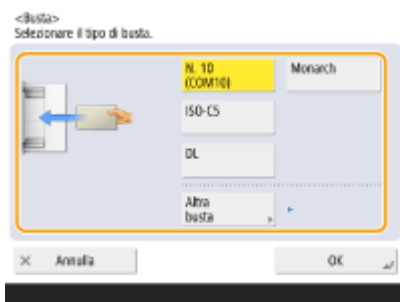 <Busta>
Selezionare il tipo di busta.
N. 10
(COM10)
Monarch
ISO-C5
DL
Altra
busta
× Annulla
OK